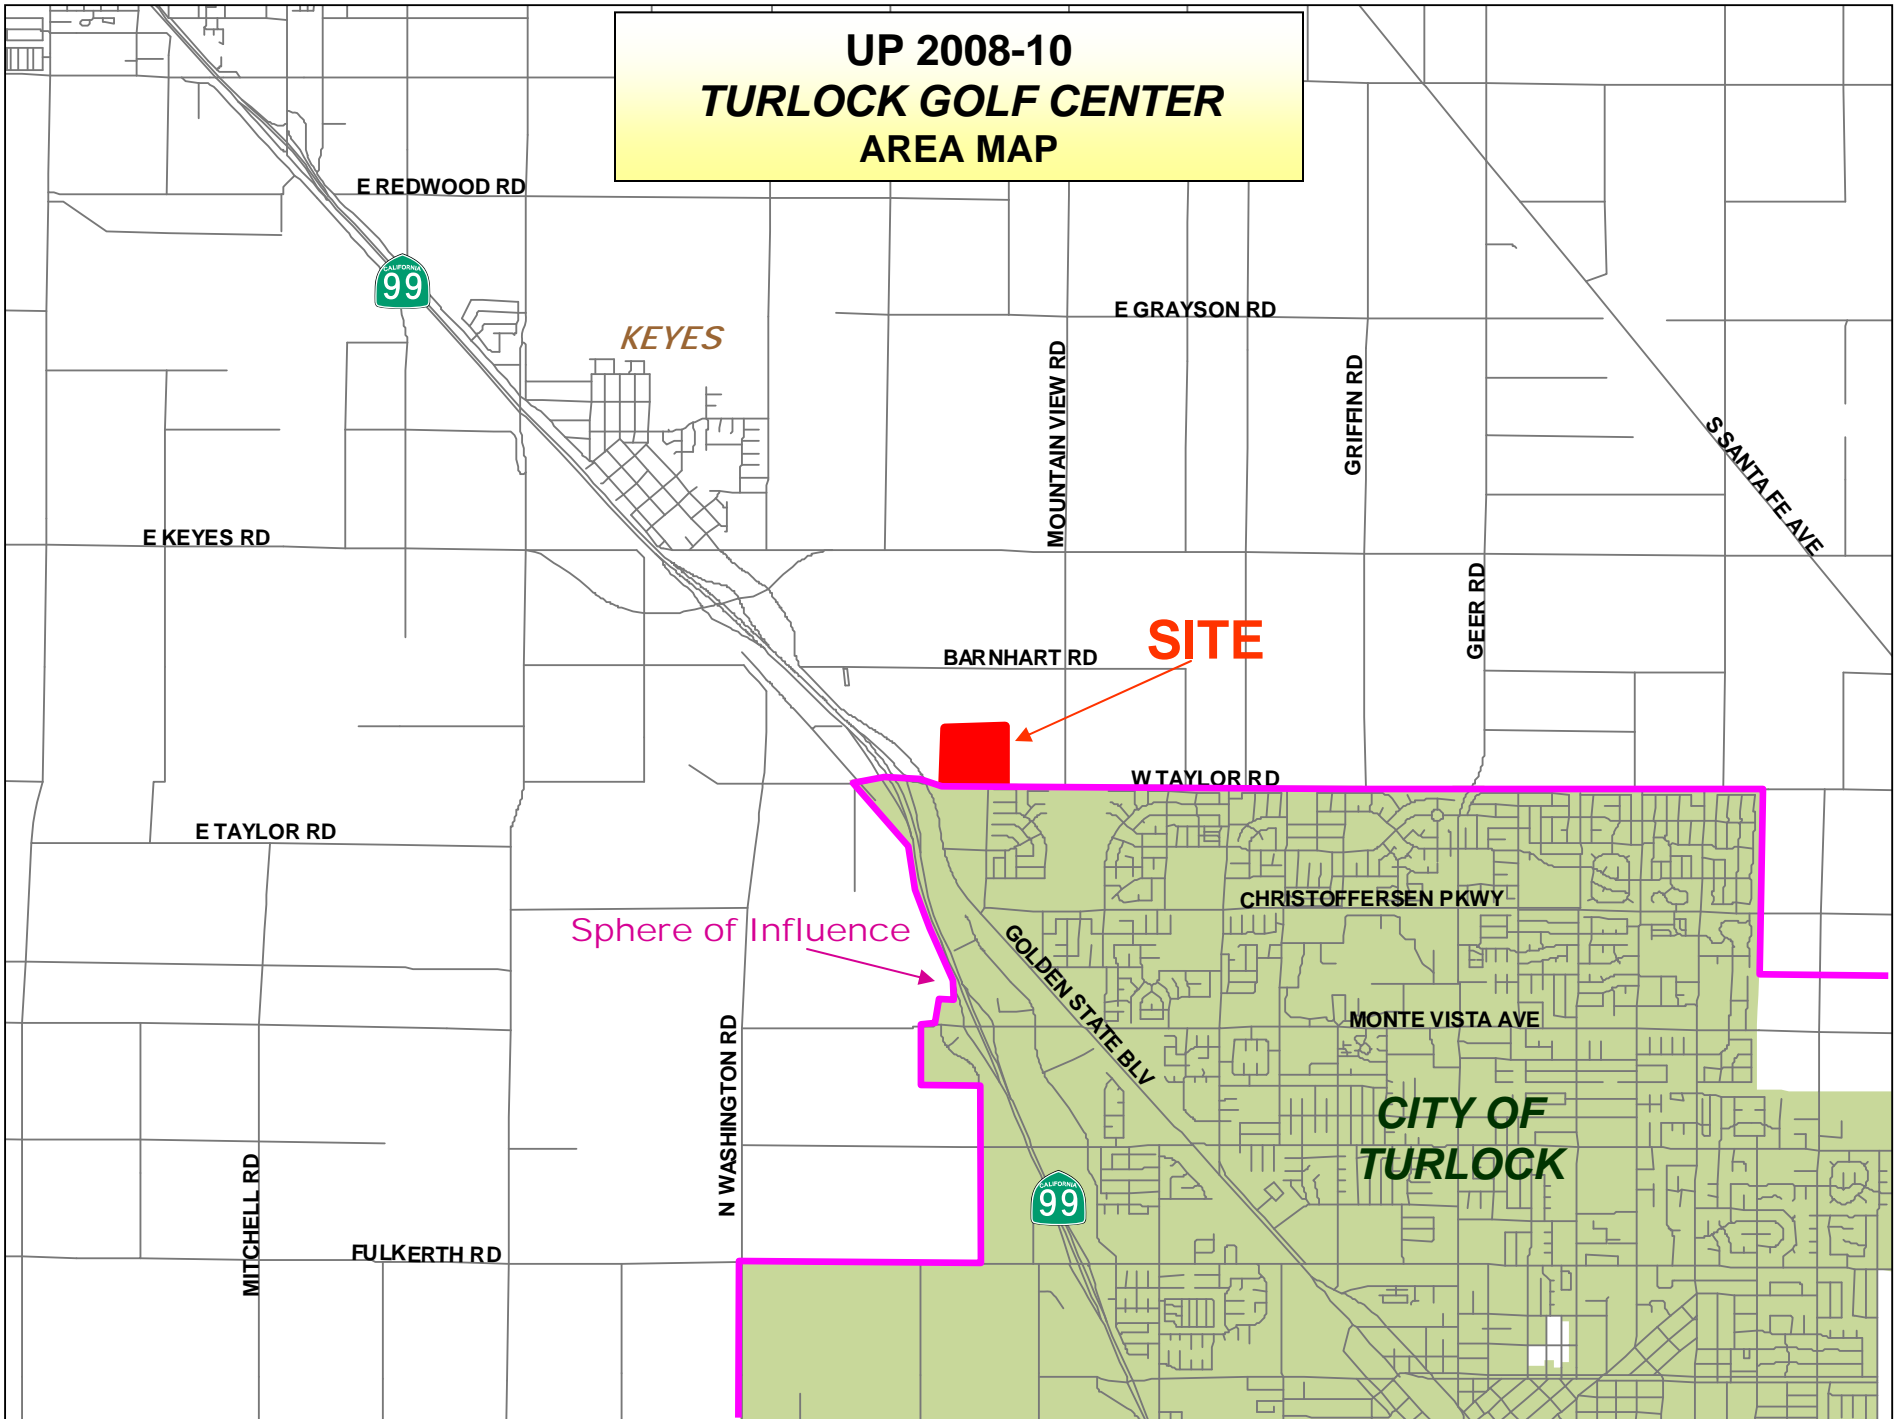 UP 2008-10
TURLOCK GOLF CENTER
AREA MAP
E REDWOOD RD
CALIFORNIA
99
E GRAYSON RD
KEYES
MOUNTAIN VIEW RD
GRIFFIN RD
S SANTA FE AVE
E KEYES RD
GEER RD
SITE
BARNHART RD
W TAYLOR RD
E TAYLOR RD
CHRISTOFFERSEN PKWY
Sphere of Influence
GOLDEN STATE BLV
MONTE VISTA AVE
N WASHINGTON RD
CITY OF
TURLOCK
MITCHELL RD
CALIFORNIA
99
FULKERTH RD